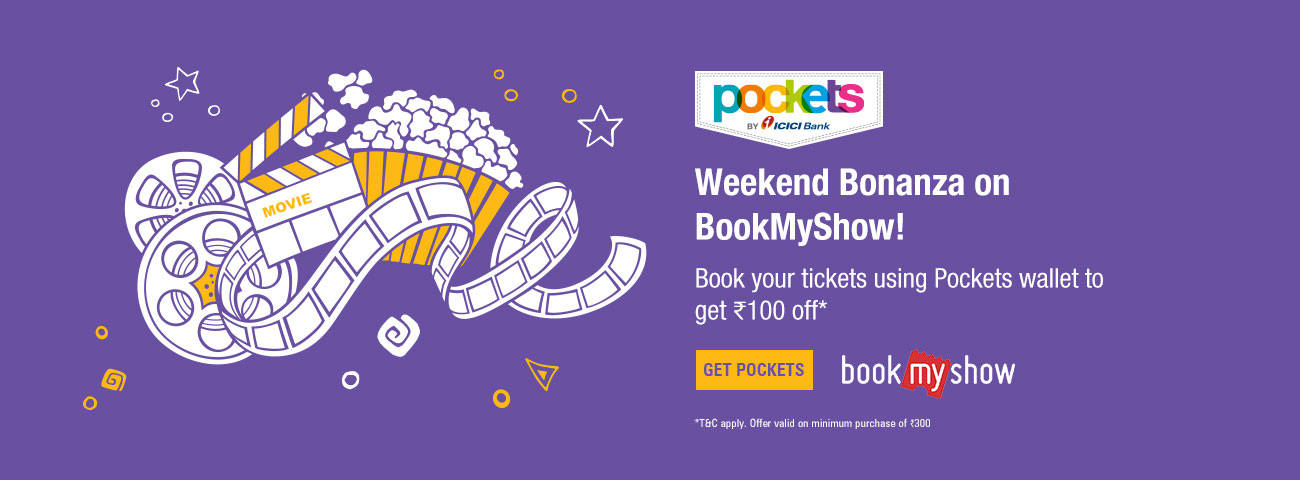 MOVIE
pockets
BY ICICI Bank
Weekend Bonanza on
BookMyShow!
Book your tickets using Pockets wallet to
get ₹100 off*
GET POCKETS
book my show
*T&C apply. Offer valid on minimum purchase of ₹300